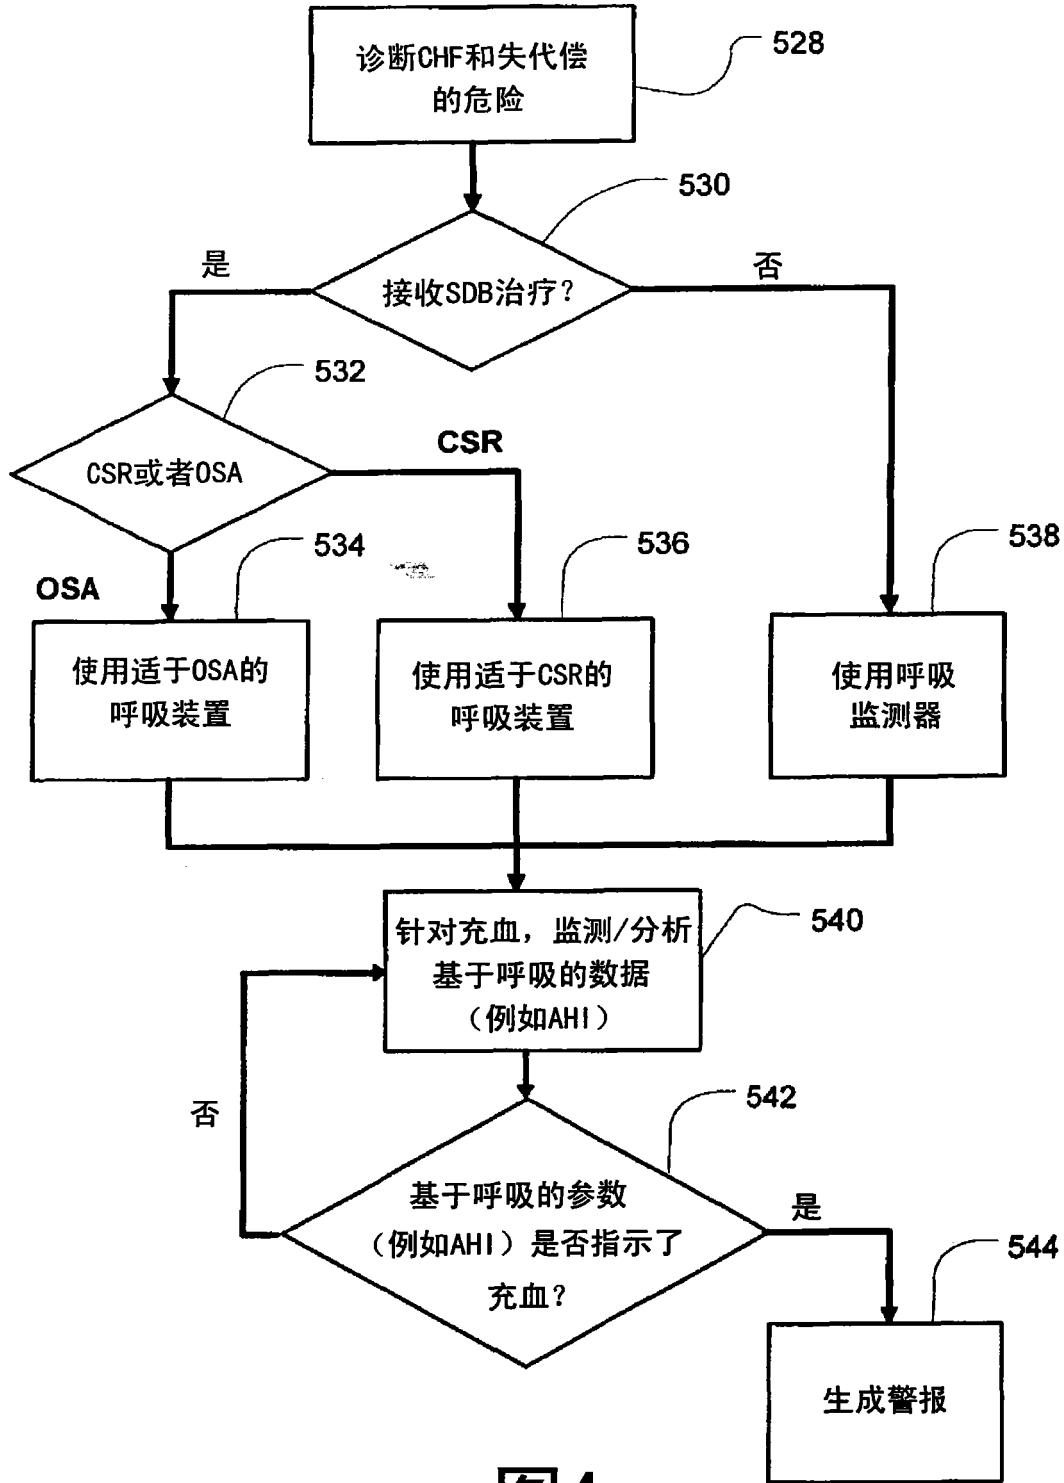 诊断CHF和失代偿
的危险
528
530
接收SDB治疗？
是
否
532
CSR或者OSA
CSR
OSA
534
536
538
使用适于OSA的
呼吸装置
使用适于CSR的
呼吸装置
使用呼吸
监测器
针对充血，监测/分析
基于呼吸的数据
（例如AHI）
540
否
542
基于呼吸的参数
（例如AHI）是否指示了
充血？
是
544
生成警报